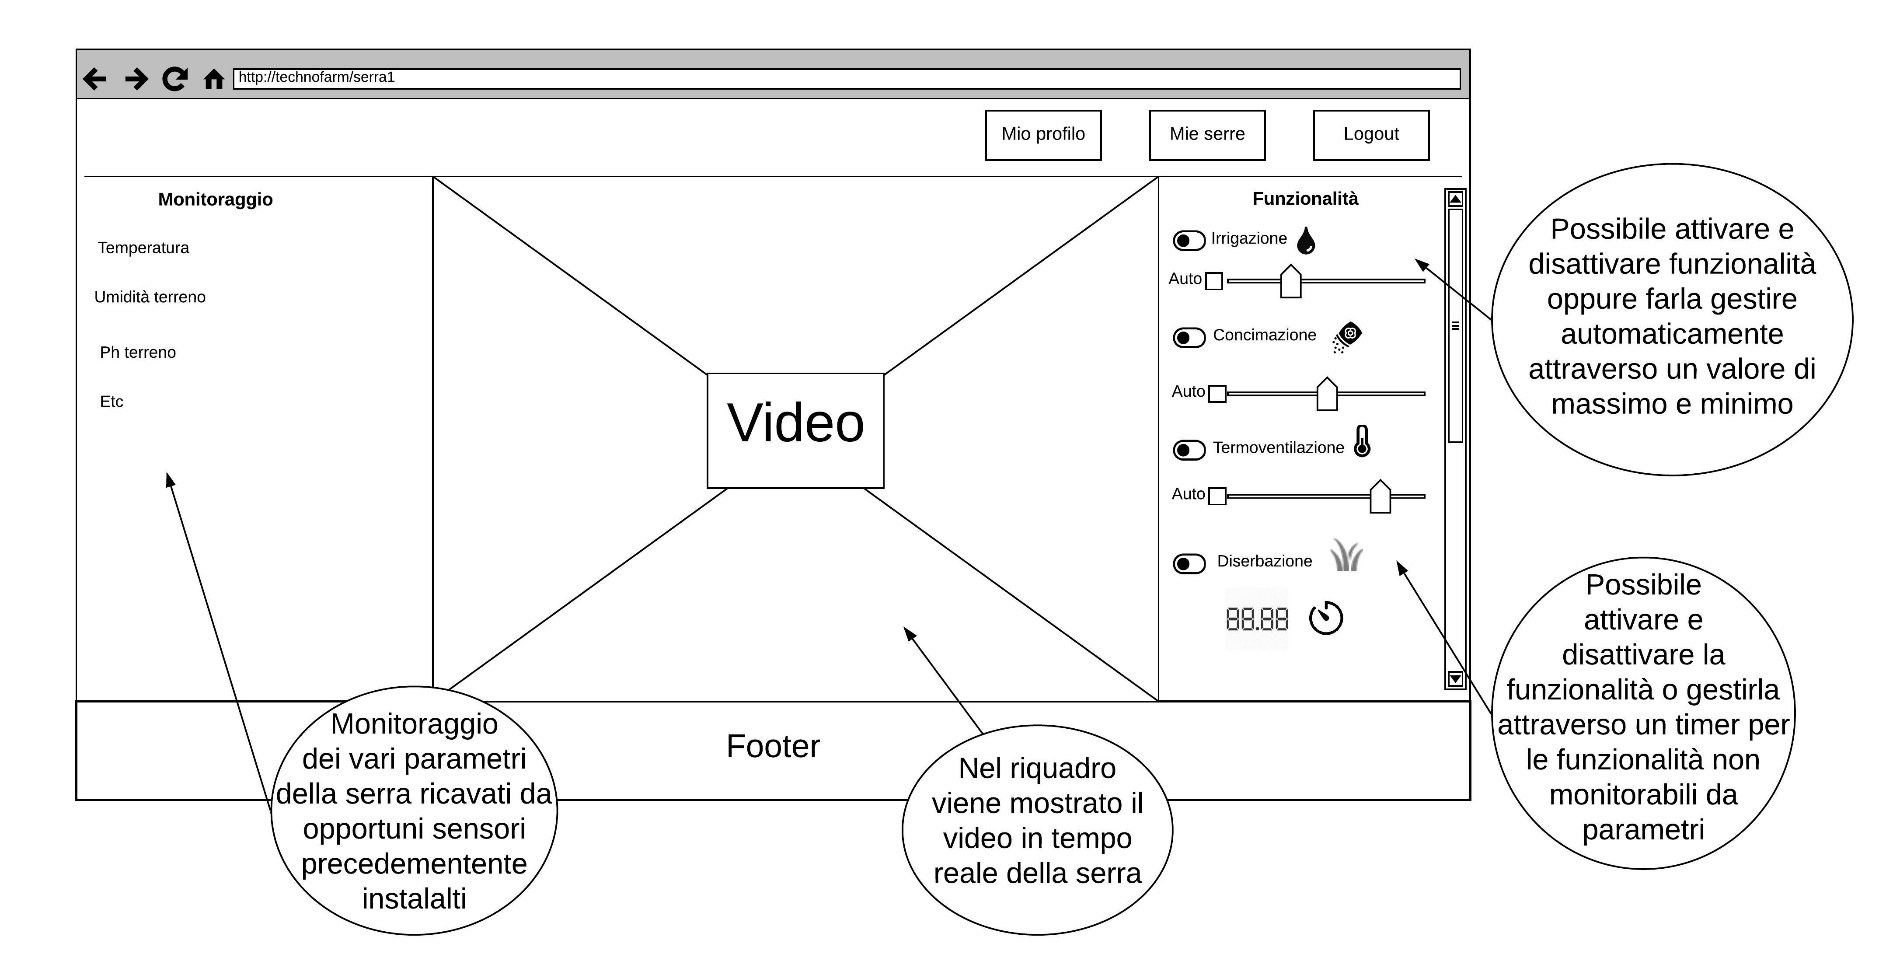 http://technofarm/serra1
Mio profilo
Mie serre
Logout
Monitoraggio
Temperatura
Umidità terreno
Ph terreno
Etc
Video
Funzionalità
Irrigazione
Auto
Concimazione
Auto
Termoventilazione
Auto
Diserbazione
88.88
Footer
Possibile attivare e
disattivare funzionalità
oppure farla gestire
automaticamente
attraverso un valore di
massimo e minimo
Possibile
attivare e
disattivare la
funzionalità o gestirla
attraverso un timer per
le funzionalità non
monitorabili da
parametri
Monitoraggio
dei vari parametri
della serra ricavati da
opportuni sensori
precedemente​nte
instalalti
Nel riquadro
viene mostrato il
video in tempo
reale della serra